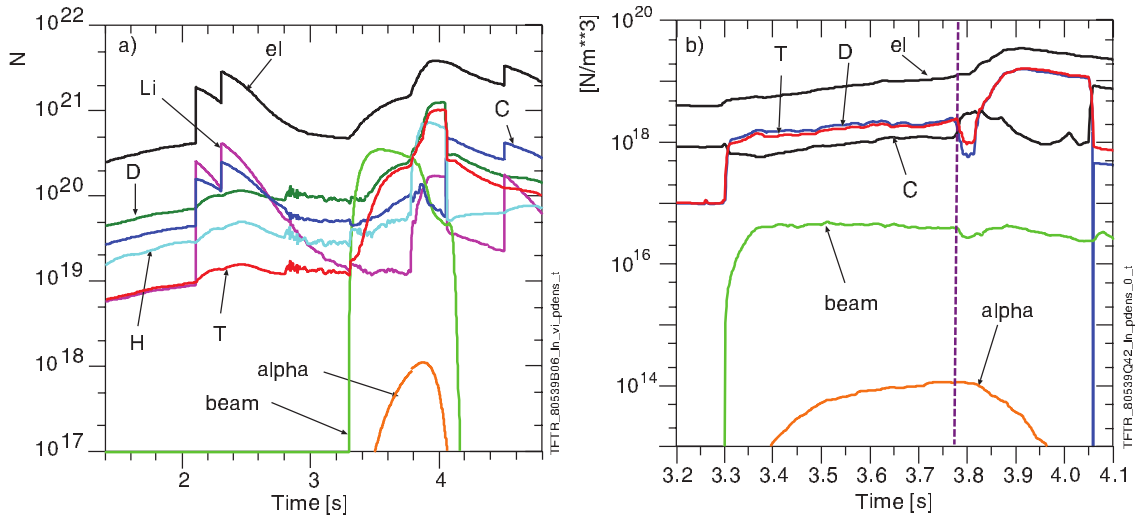 a)
N
10^22
10^21
10^20
10^19
10^18
10^17
el
Li
C
D
H
T
alpha
beam
2
3
4
Time [s]
TFTR_80539B06_ln_vi_pdens_t
b)
[N/m**3]
10^20
10^18
10^16
10^14
T
D
el
C
beam
alpha
3.2 3.3 3.4 3.5 3.6 3.7 3.8 3.9 4.0 4.1
Time [s]
TFTR_80539Q42_ln_pdens_0_t